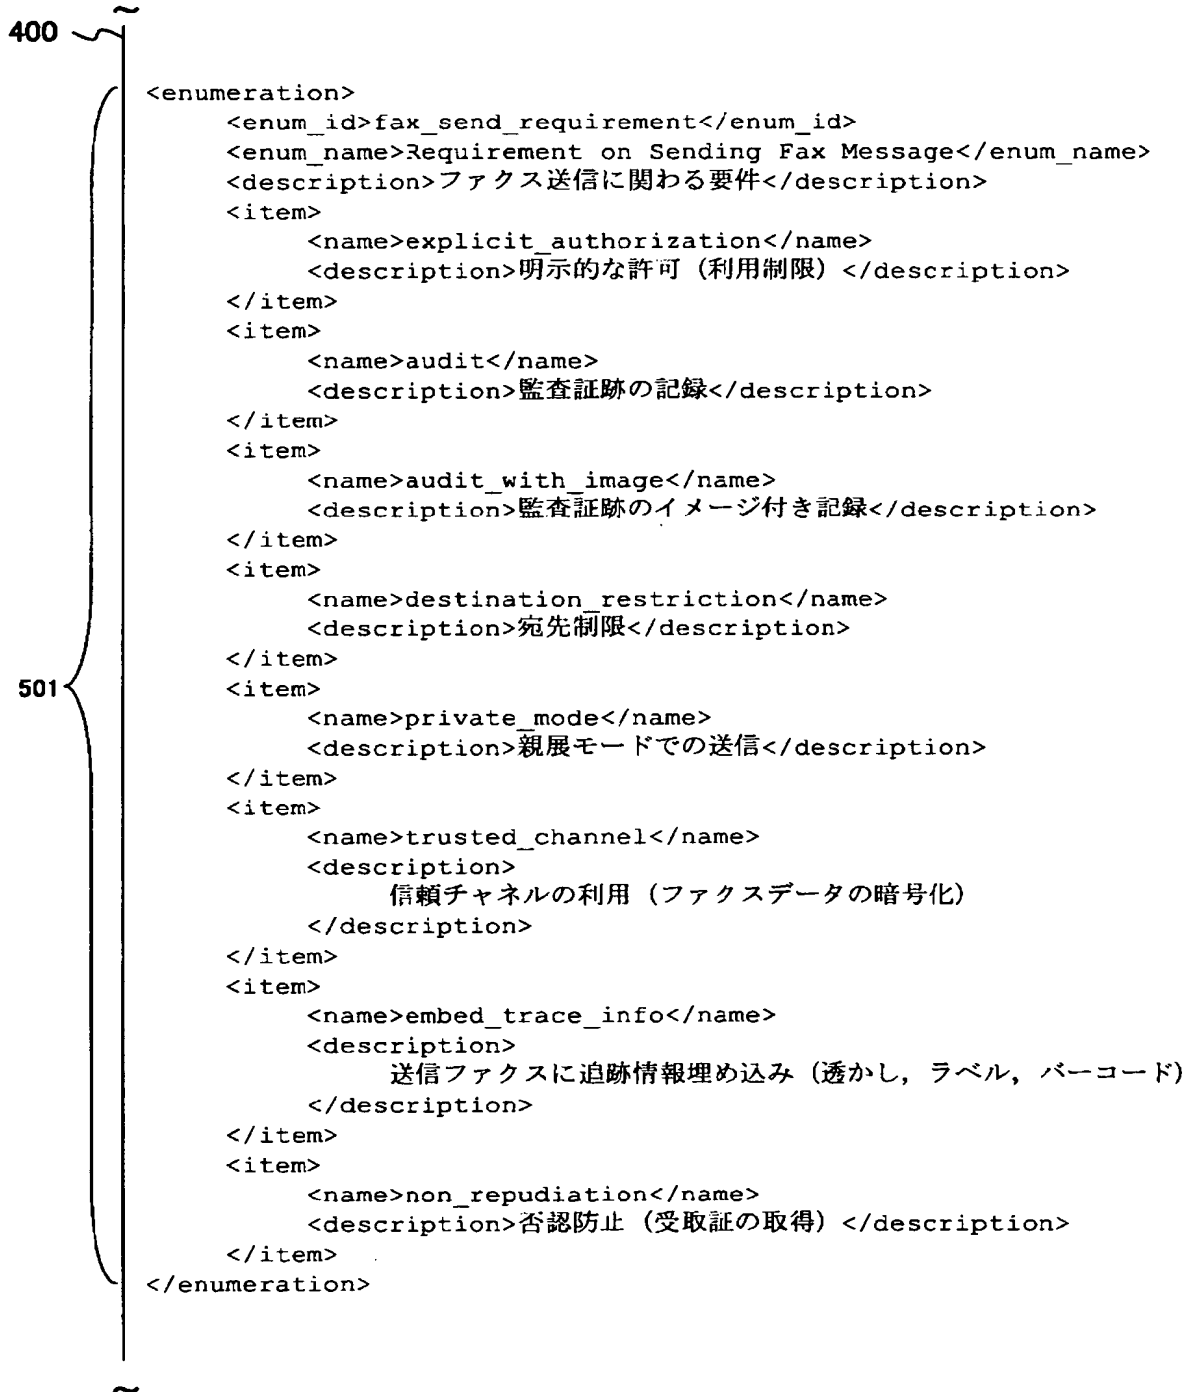 400
<enumeration>
<enum_id>fax_send_requirement</enum_id>
<enum_name>Requirement on Sending Fax Message</enum_name>
<description>ファクス送信に関わる要件</description>
<item>
<name>explicit_authorization</name>
<description>明示的な許可（利用制限）</description>
</item>
<item>
<name>audit</name>
<description>監査証跡の記録</description>
</item>
<item>
<name>audit_with_image</name>
<description>監査証跡のイメージ付き記録</description>
</item>
<item>
<name>destination_restriction</name>
<description>宛先制限</description>
</item>
501
<item>
<name>private_mode</name>
<description>親展モードでの送信</description>
</item>
<item>
<name>trusted_channel</name>
<description>
信頼チャネルの利用（ファクスデータの暗号化）
</description>
</item>
<item>
<name>embed_trace_info</name>
<description>
送信ファクスに追跡情報埋め込み（透かし，ラベル，バーコード）
</description>
</item>
<item>
<name>non_repudiation</name>
<description>否認防止（受取証の取得）</description>
</item>
</enumeration>